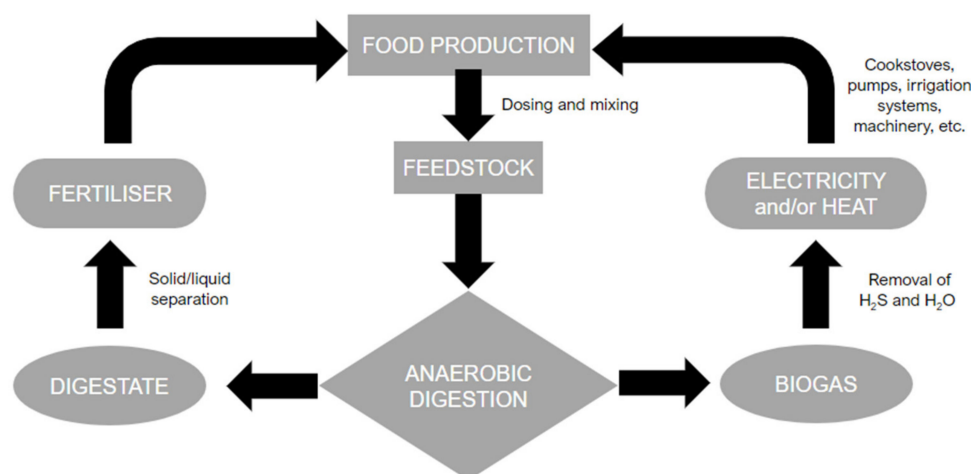 FOOD PRODUCTION
Cookstoves,
pumps, irrigation
systems,
machinery, etc.
Dosing and mixing
FERTILISER
FEEDSTOCK
ELECTRICITY
and/or HEAT
Solid/liquid
separation
Removal of
H₂S and H₂O
DIGESTATE
ANAEROBIC
DIGESTION
BIOGAS